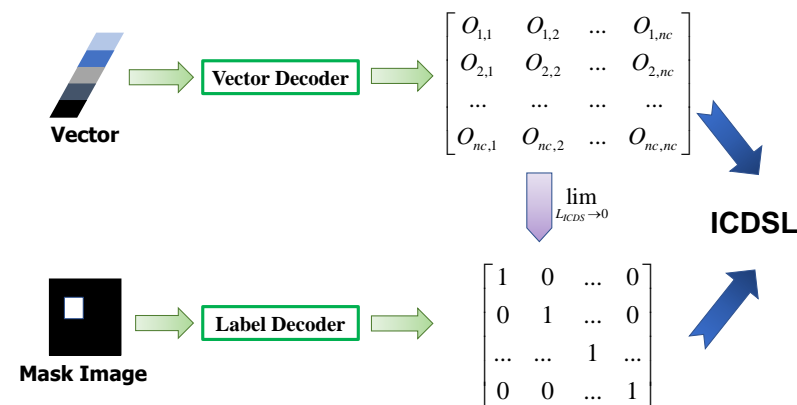 O1,1 O1,2 ... O1,nc
O2,1 O2,2 ... O2,nc
... ... ... ...
Onc,1 Onc,2 ... Onc,nc
Vector Decoder
Vector
lim
LICDS→0
ICDSL
1 0 ... 0
0 1 ... 0
... ... 1 ...
0 0 ... 1
Label Decoder
Mask Image